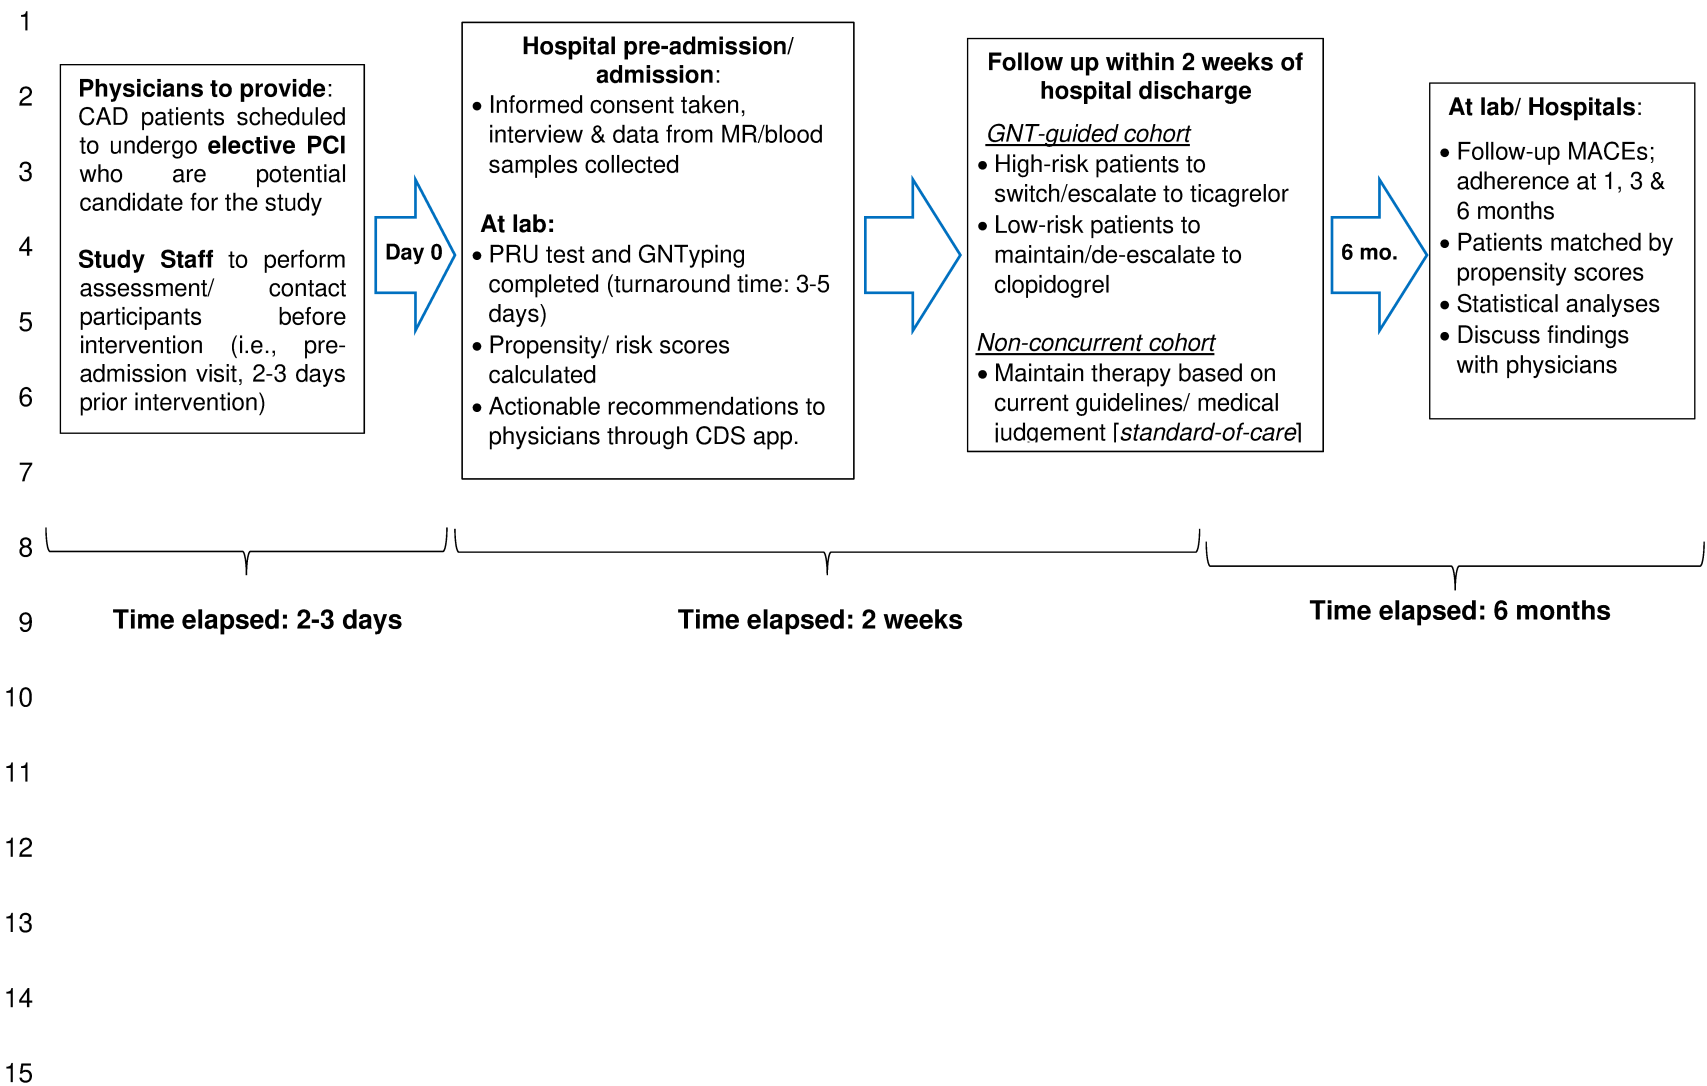 1
2
3
4
5
6
7
8
9
10
11
12
13
14
15
Physicians to provide:
CAD patients scheduled
to undergo elective PCI
who are potential
candidate for the study
Study Staff to perform
assessment/ contact
participants before
intervention (i.e., pre-
admission visit, 2-3 days
prior intervention)
Day 0
Hospital pre-admission/
admission:
• Informed consent taken,
interview & data from MR/blood
samples collected
At lab:
• PRU test and GNTyping
completed (turnaround time: 3-5
days)
• Propensity/ risk scores
calculated
• Actionable recommendations to
physicians through CDS app.
Follow up within 2 weeks of
hospital discharge
GNT-guided cohort
• High-risk patients to
switch/escalate to ticagrelor
• Low-risk patients to
maintain/de-escalate to
clopidogrel
Non-concurrent cohort
• Maintain therapy based on
current guidelines/ medical
judgement [standard-of-care]
6 mo.
At lab/ Hospitals:
• Follow-up MACEs;
adherence at 1, 3 &
6 months
• Patients matched by
propensity scores
• Statistical analyses
• Discuss findings
with physicians
Time elapsed: 2-3 days
Time elapsed: 2 weeks
Time elapsed: 6 months